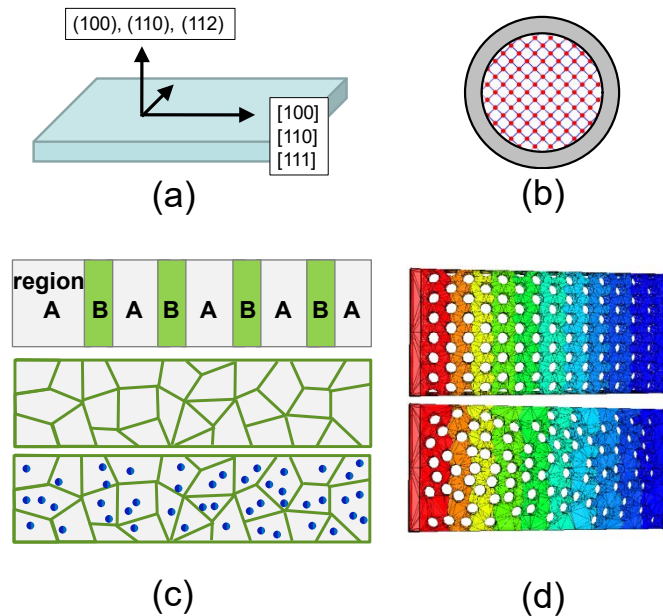 (100), (110), (112)
[100]
[110]
[111]
(a)
(b)
region
A B A B A B A B A
(c)
(d)